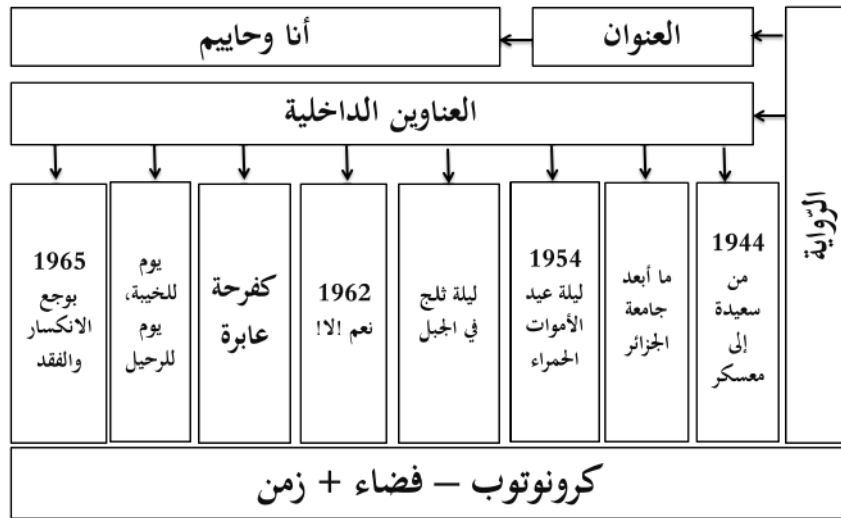 الرّواية
العنوان
أنا وحاييم
العناوين الداخلية
1944
من
سعيدة
إلى
معسكر
ما أبعد
جامعة
الجزائر
1954
ليلة عيد
الأموات
الحمراء
ليلة ثلج
في الجبل
1962
نعم !لا!
كفرحة
عابرة
يوم
للخيبة،
يوم
للرحيل
1965
بوجع
الانكسار
والفقد
كرونوتوب – فضاء + زمن